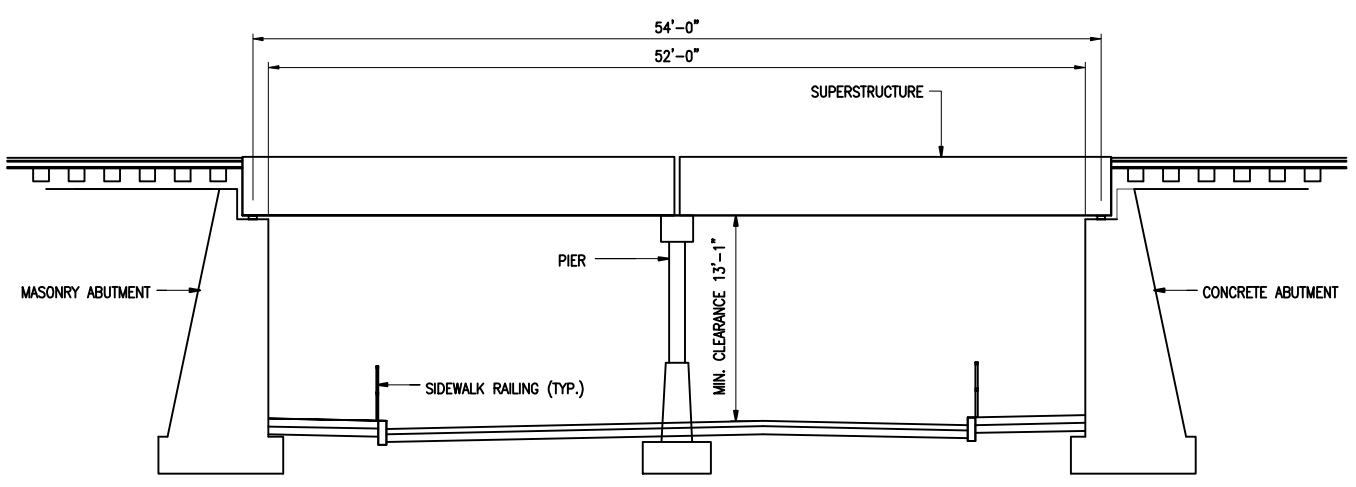 54'-0"
52'-0"
SUPERSTRUCTURE
PIER
MIN. CLEARANCE 13'-1"
MASONRY ABUTMENT
CONCRETE ABUTMENT
SIDEWALK RAILING (TYP.)